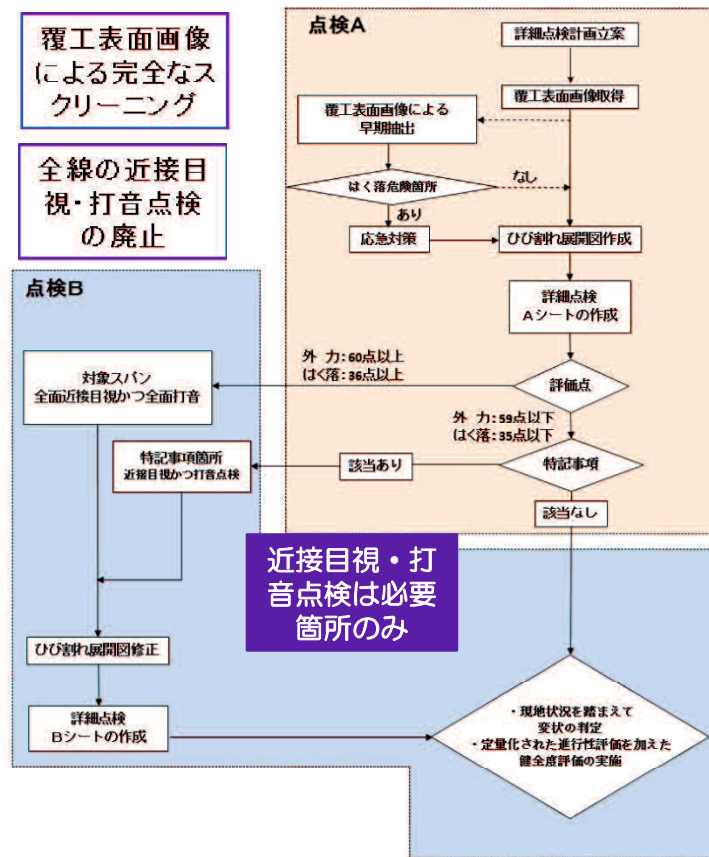 覆工表面画像
による完全なス
クリーニング
全線の近接目
視・打音点検
の廃止
点検A
詳細点検計画立案
覆工表面画像取得
覆工表面画像による
早期抽出
はく落危険箇所
なし
あり
応急対策
ひび割れ展開図作成
詳細点検
Aシートの作成
外 力：60点以上
はく落：36点以上
評価点
外 力：59点以下
はく落：35点以下
特記事項
該当あり
該当なし
点検B
対象スパン
全面近接目視かつ全面打音
特記事項箇所
近接目視かつ打音点検
近接目視・打
音点検は必要
箇所のみ
ひび割れ展開図修正
詳細点検
Bシートの作成
・現地状況を踏まえて
変状の判定
・定量化された進行性評価を加えた
健全度評価の実施